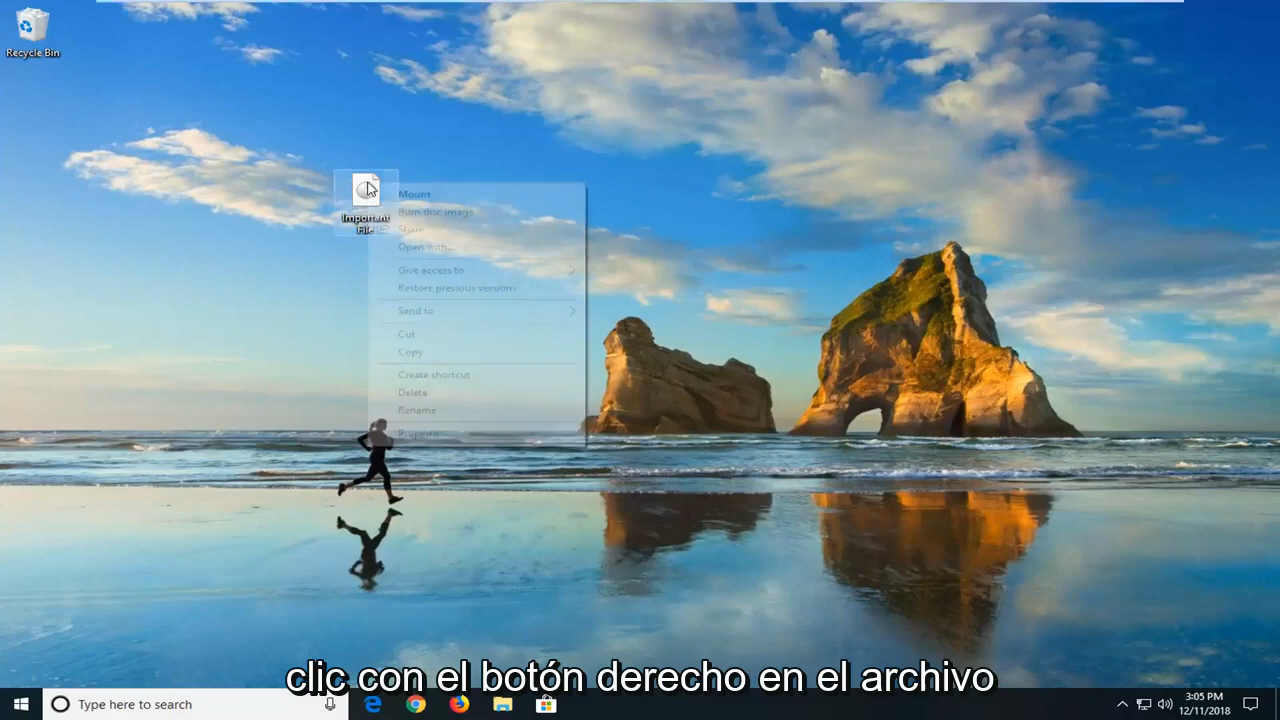 Recycle Bin
Important
File
Mount
Burn disc image
Share
Open with...
Give access to
Restore previous versions
Send to
Cut
Copy
Create shortcut
Delete
Rename
Properties
clic con el botón derecho en el archivo
Type here to search
3:05 PM
12/11/2018